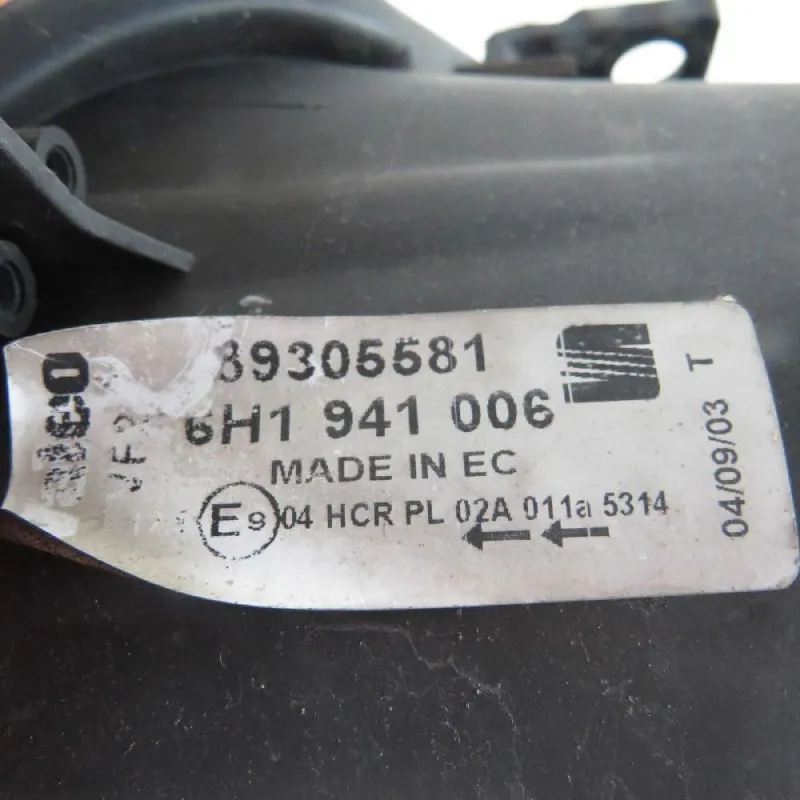 89305581
6H1 941 006
MADE IN EC
E9 04 HCR PL 02A 011a 5314
04/09/03 T